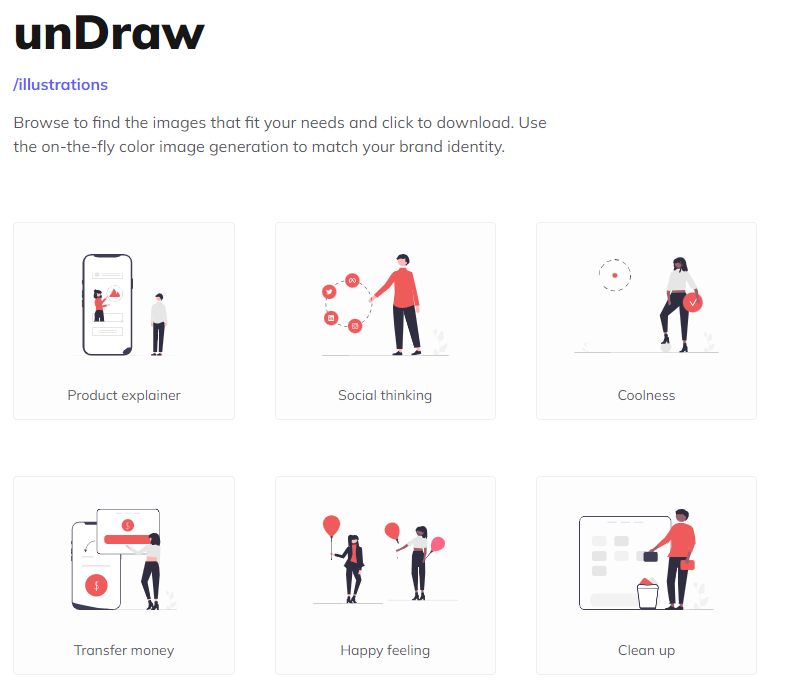 unDraw
/illustrations
Browse to find the images that fit your needs and click to download. Use
the on-the-fly color image generation to match your brand identity.
Product explainer
Social thinking
Coolness
$
$
Transfer money
Happy feeling
Clean up